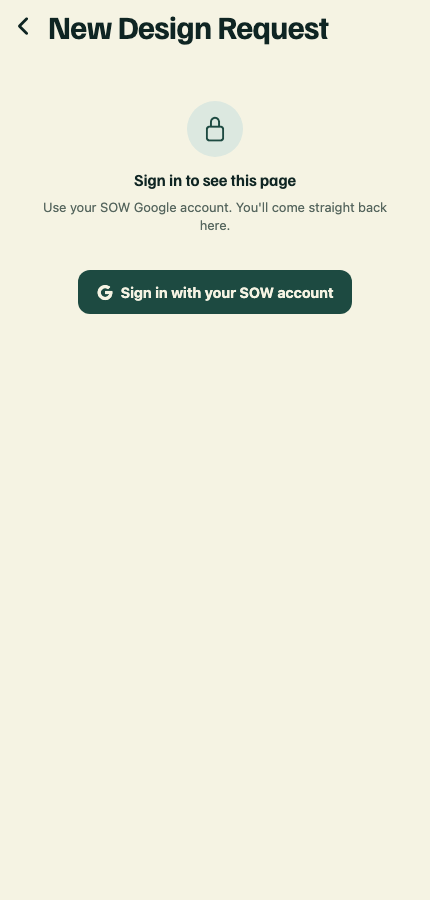 New Design Request
Sign in to see this page
Use your SOW Google account. You'll come straight back
here.
Sign in with your SOW account